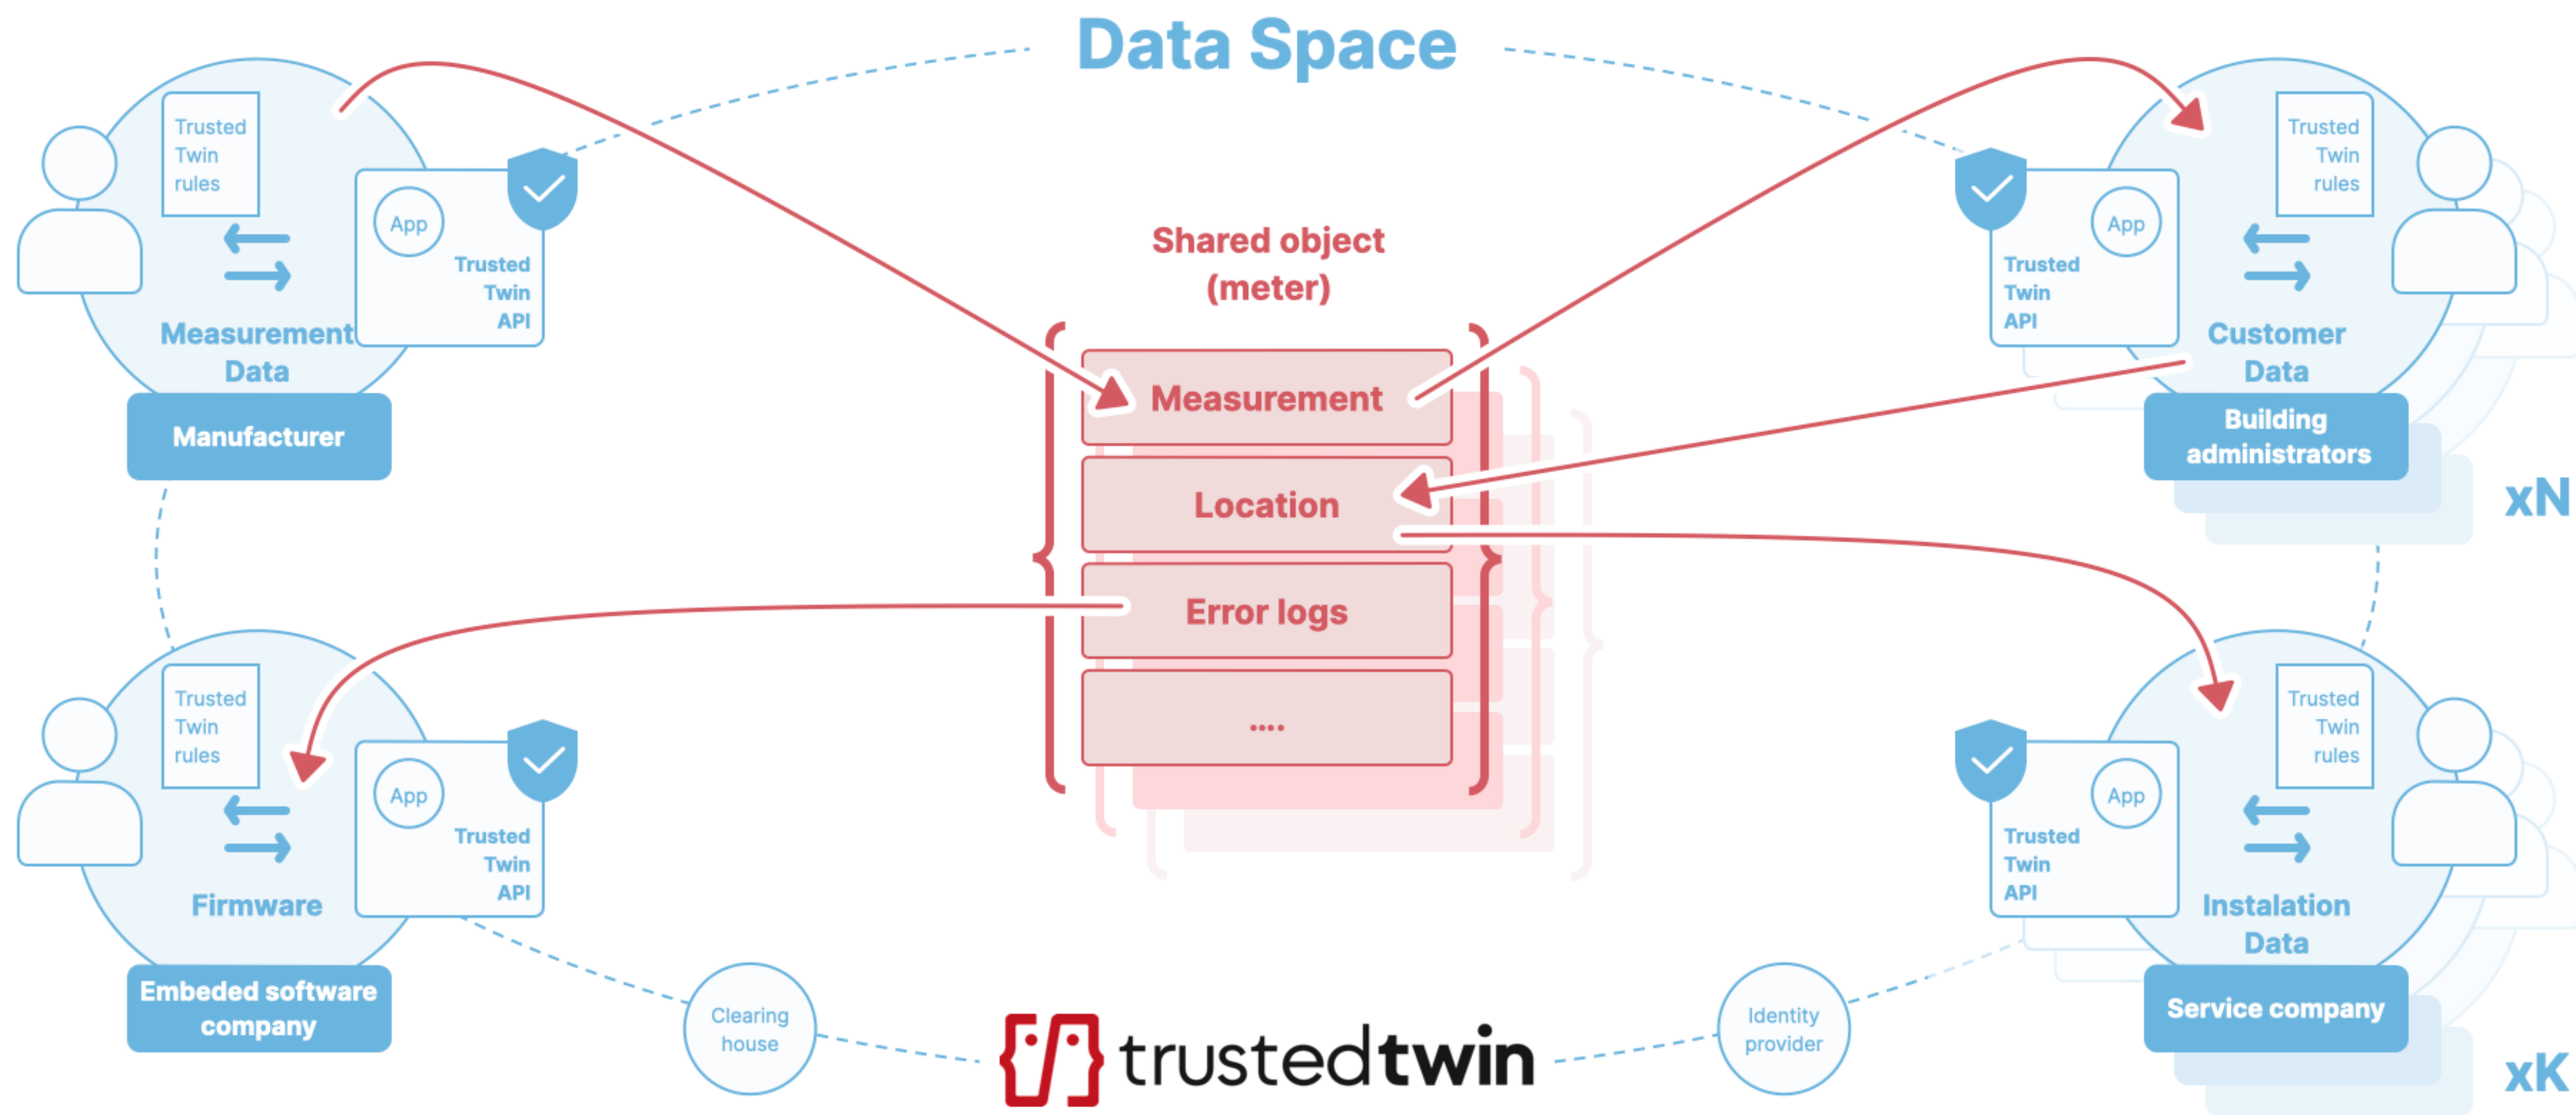 Data Space
Trusted
Twin
rules
App
Trusted
Twin
API
Measurement
Data
Manufacturer
Shared object
(meter)
Measurement
Location
Error logs
....
Trusted
Twin
rules
App
Trusted
Twin
API
Customer
Data
Building
administrators
xN
Trusted
Twin
rules
App
Trusted
Twin
API
Firmware
Embeded software
company
Trusted
Twin
rules
App
Trusted
Twin
API
Instalation
Data
Service company
xK
Clearing
house
{/} trustedtwin
Identity
provider